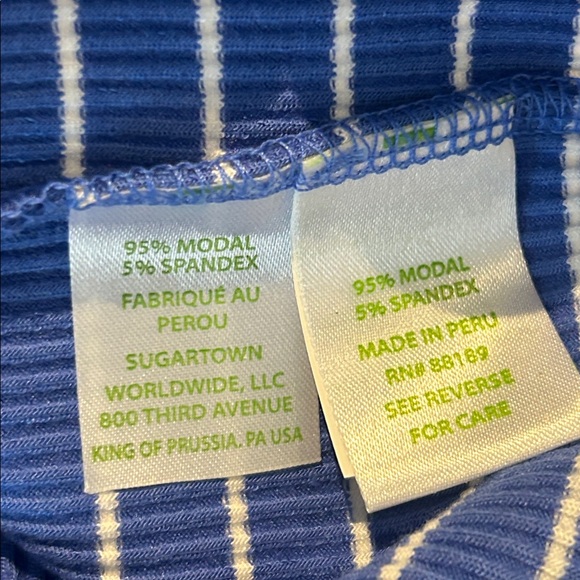 95% MODAL
5% SPANDEX
FABRIQUÉ AU
PEROU
SUGARTOWN
WORLDWIDE, LLC
800 THIRD AVENUE
KING OF PRUSSIA. PA USA
95% MODAL
5% SPANDEX
MADE IN PERU
RN# 88189
SEE REVERSE
FOR CARE